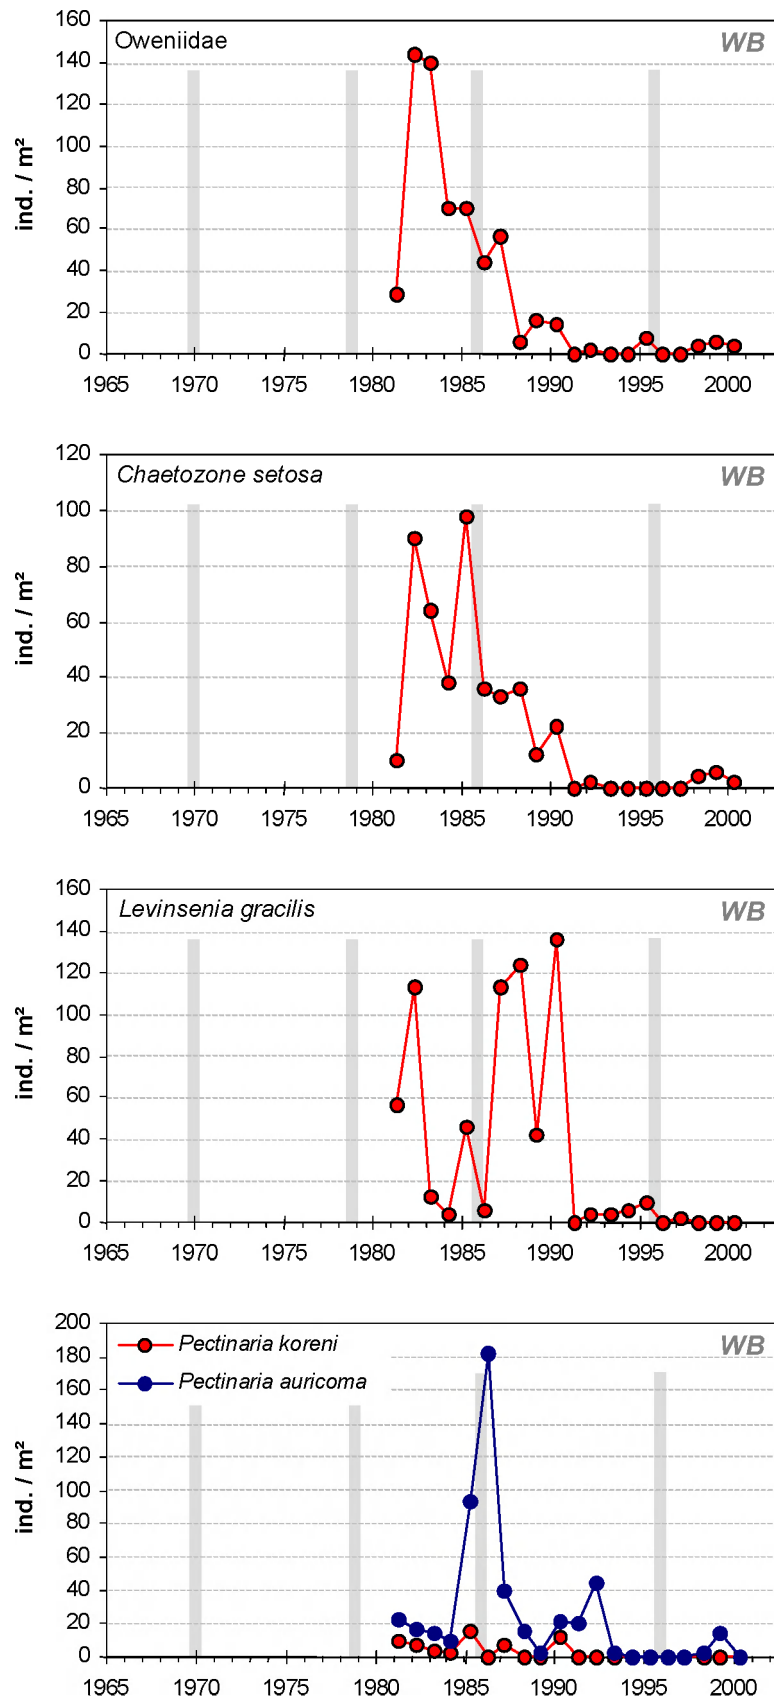 160
Oweniidae
WB
140
120
100
80
60
40
20
0
ind. / m²
1965 1970 1975 1980 1985 1990 1995 2000
120
Chaetozone setosa
WB
100
80
60
40
20
0
ind. / m²
1965 1970 1975 1980 1985 1990 1995 2000
160
Levinsenia gracilis
WB
140
120
100
80
60
40
20
0
ind. / m²
1965 1970 1975 1980 1985 1990 1995 2000
200
Pectinaria koreni
WB
180
Pectinaria auricoma
160
140
120
100
80
60
40
20
0
ind. / m²
1965 1970 1975 1980 1985 1990 1995 2000